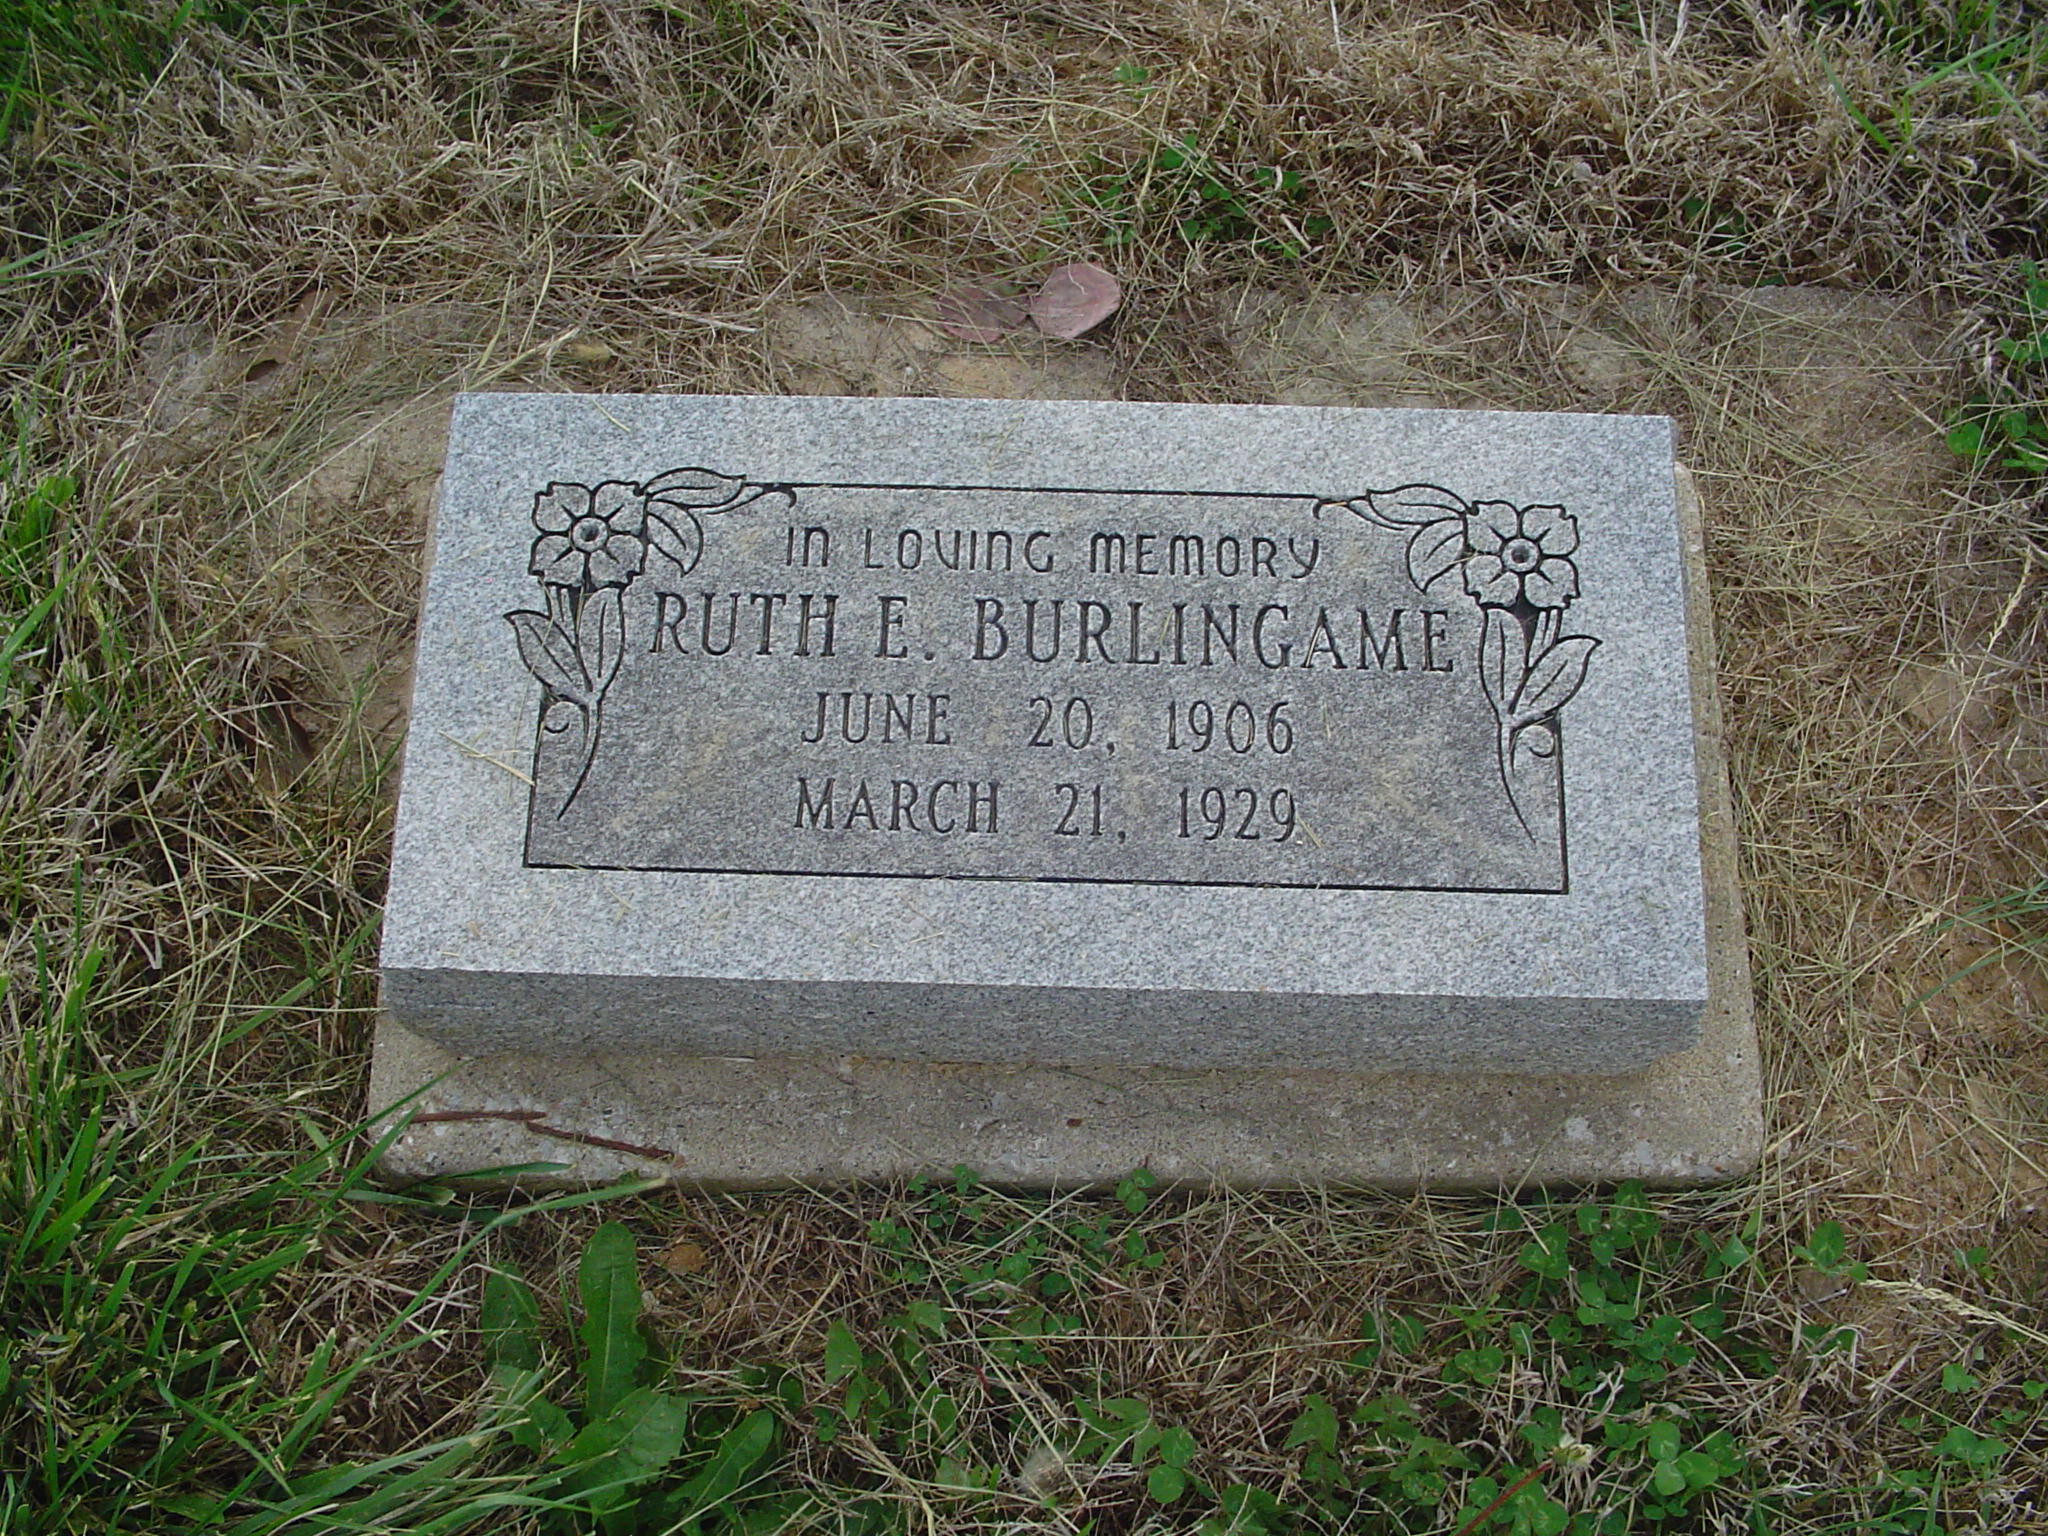 In Loving Memory
RUTH E. BURLINGAME
JUNE 20, 1906
MARCH 21, 1929